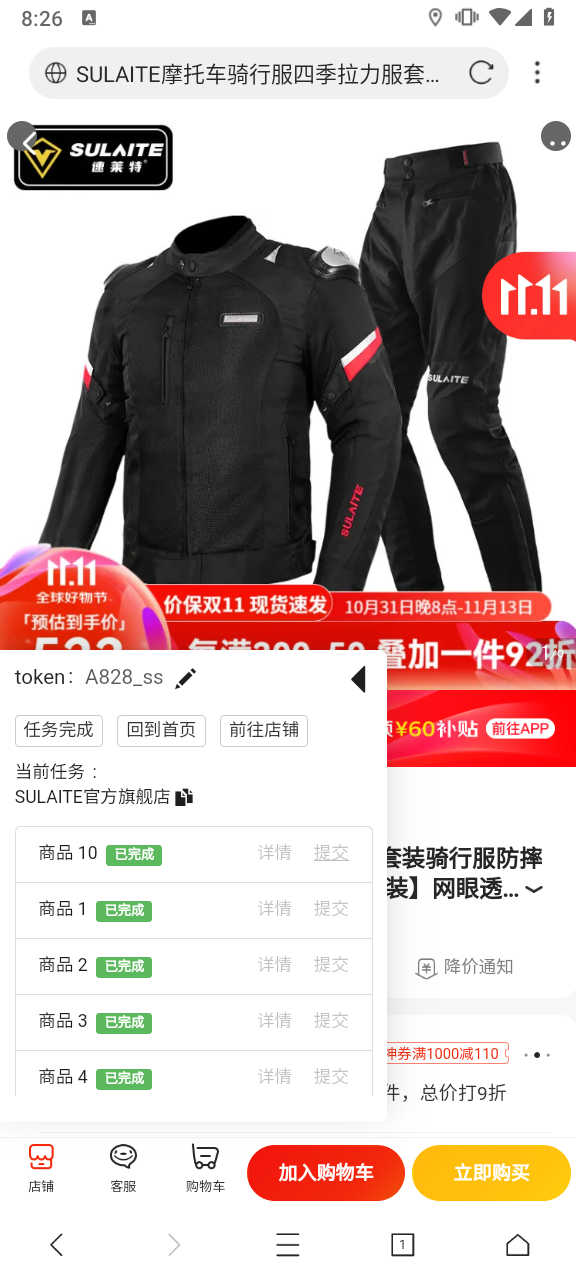 8:26
A
SULAITE摩托车骑行服四季拉力服套...
SULAITE
速莱特
11.11
SULAITE
SULAITE
11.11
全球好物节
「预估到手价」
价保双11 现货速发
10月31日晚8点-11月13日
叠加一件92折
token: A828_ss
任务完成
回到首页
前往店铺
¥60补贴
前往APP
当前任务：
SULAITE官方旗舰店
商品 10 已完成 详情 提交
套装骑行服防摔
装】网眼透...
商品 1 已完成 详情 提交
商品 2 已完成 详情 提交
降价通知
商品 3 已完成 详情 提交
神券满1000减110
商品 4 已完成 详情 提交
件，总价打9折
店铺
客服
购物车
加入购物车
立即购买
1